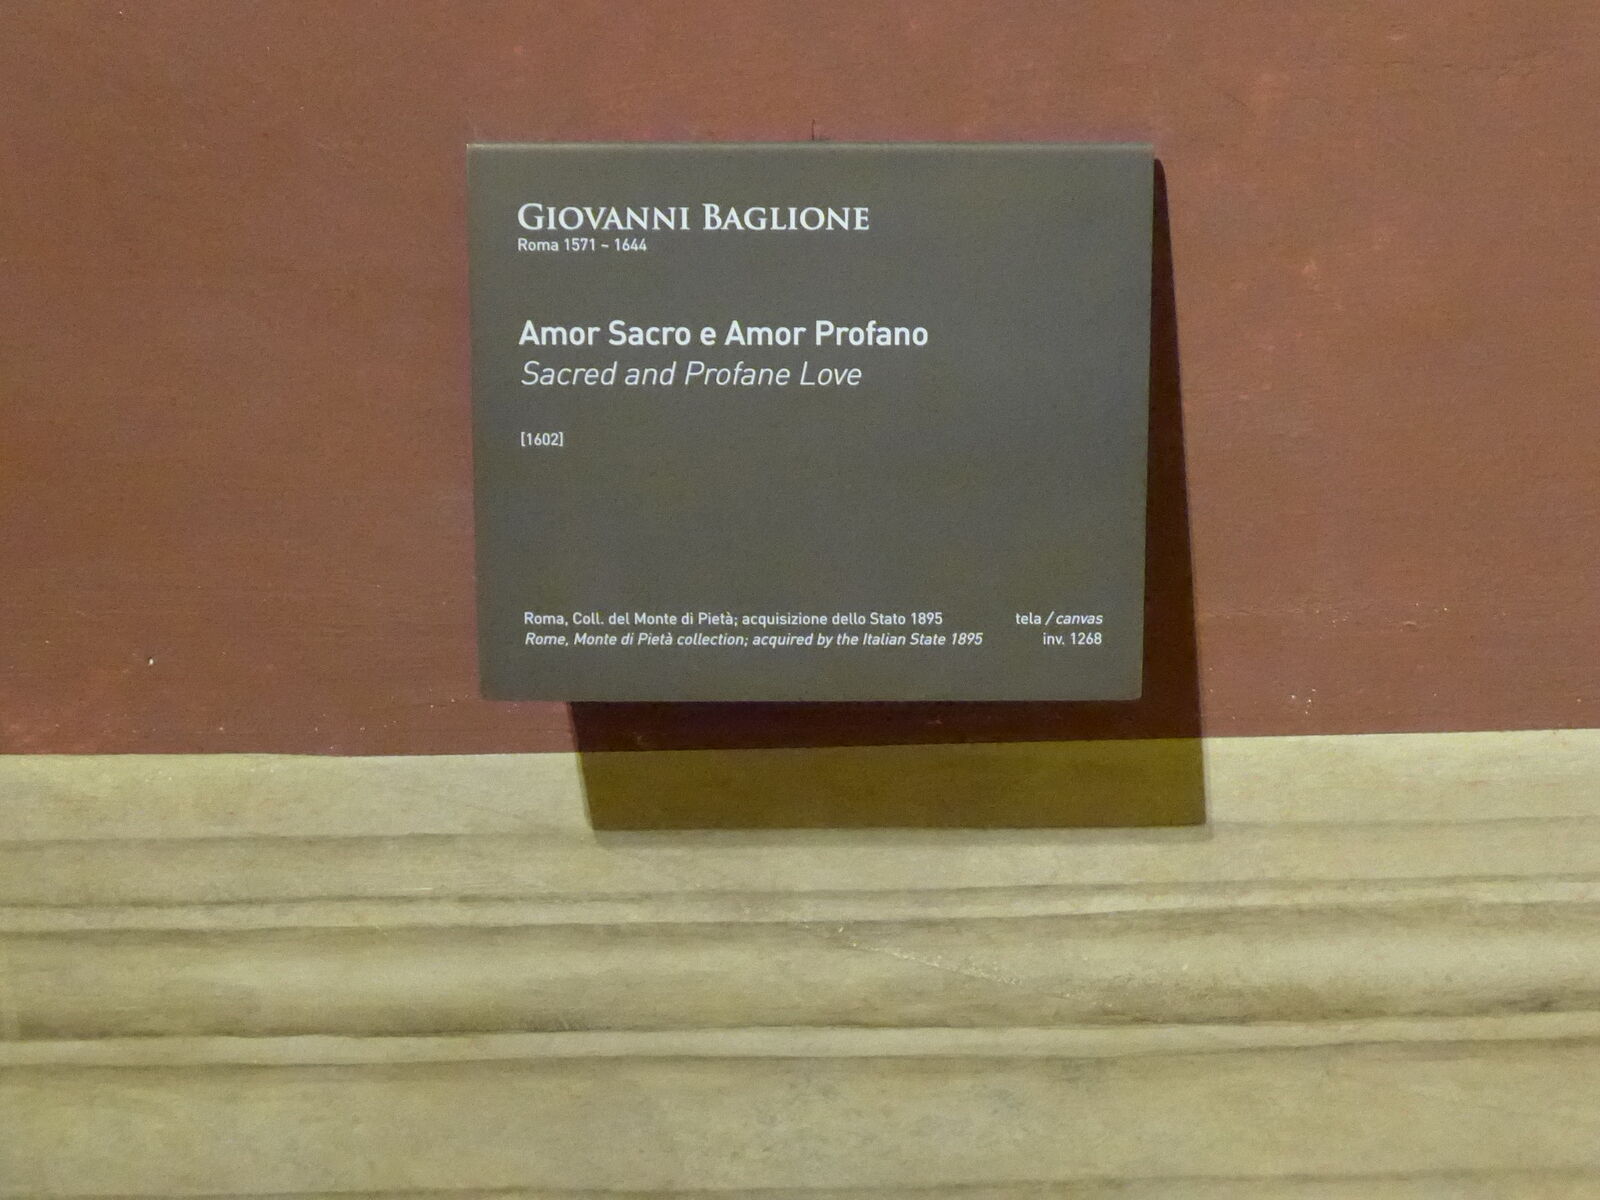 GIOVANNI BAGLIONE
Roma 1571 - 1644
Amor Sacro e Amor Profano
Sacred and Profane Love
[1602]
Roma, Coll. del Monte di Pietà; acquisizione dello Stato 1895
Rome, Monte di Pietà collection; acquired by the Italian State 1895
tela / canvas
inv. 1268